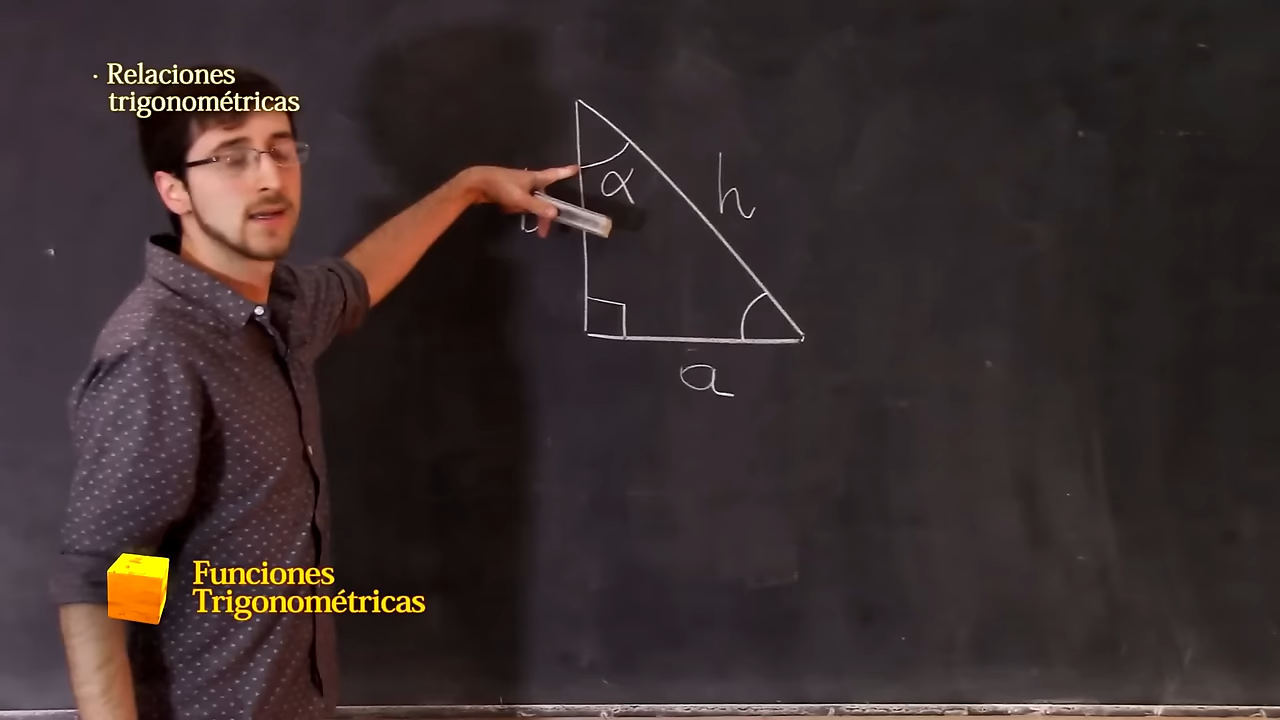 · Relaciones
trigonométricas
α
h
a
Funciones
Trigonométricas